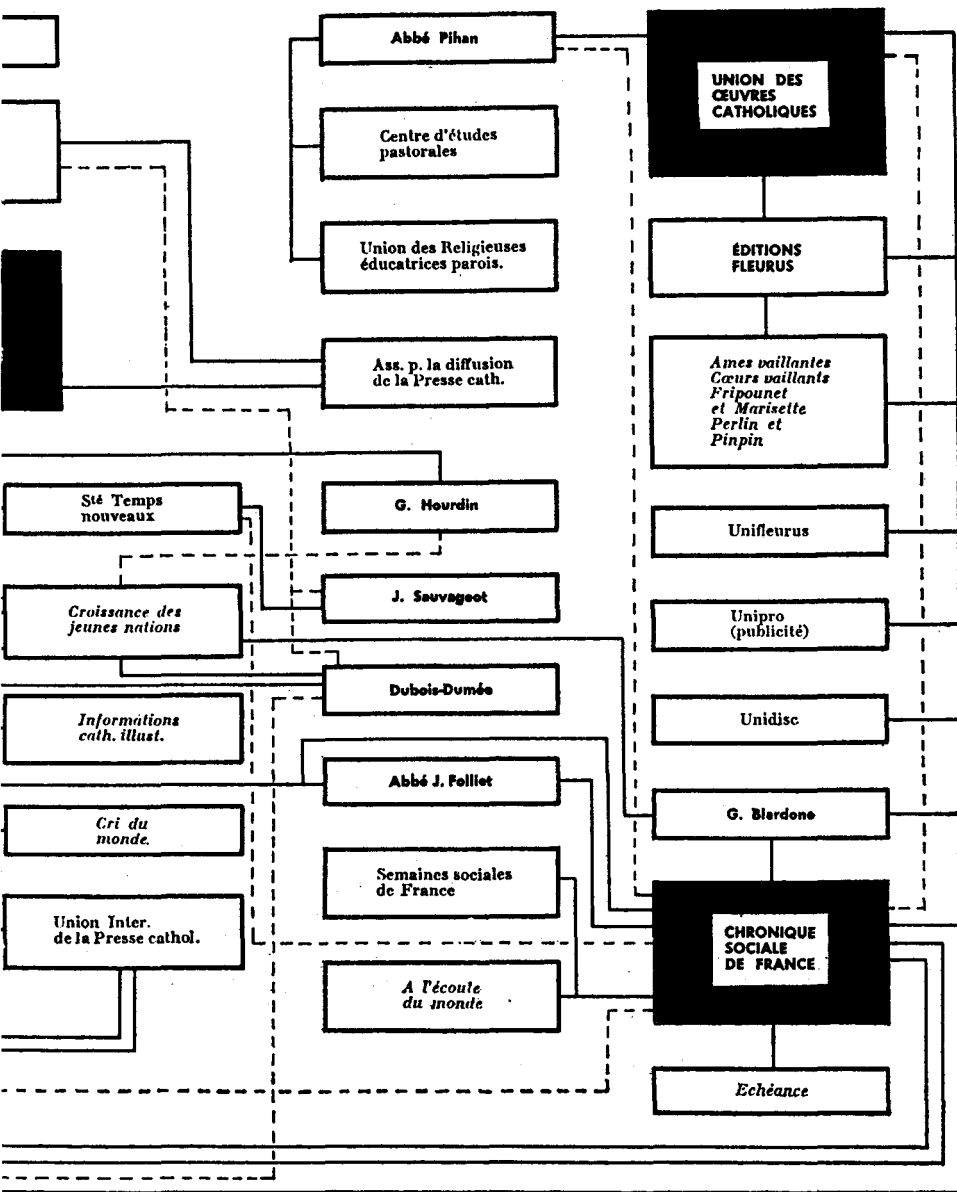 Abbé Pihan
UNION DES
ŒUVRES
CATHOLIQUES
Centre d'études
pastorales
Union des Religieuses
éducatrices parois.
ÉDITIONS
FLEURUS
Ass. p. la diffusion
de la Presse cath.
Ames vaillantes
Cœurs vaillants
Fripounet
et Marisette
Perlin et
Pinpin
Sté Temps
nouveaux
G. Hourdin
Unifleurus
Croissance des
jeunes nations
J. Sauvageot
Unipro
(publicité)
Dubois-Dumée
Informations
cath. illust.
Unidisc
Abbé J. Folliet
Cri du
monde.
G. Blardone
Semaines sociales
de France
Union Inter.
de la Presse cathol.
CHRONIQUE
SOCIALE
DE FRANCE
A l'écoute
du monde
Echéance